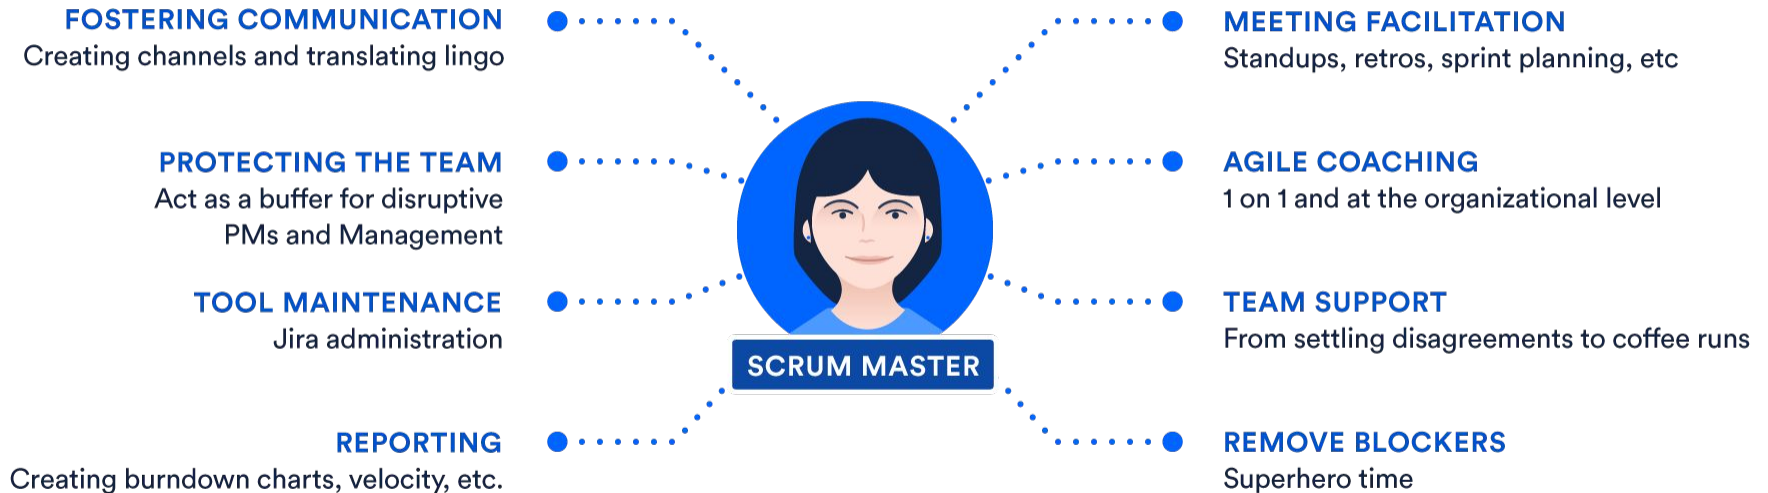 FOSTERING COMMUNICATION
Creating channels and translating lingo
PROTECTING THE TEAM
Act as a buffer for disruptive
PMs and Management
TOOL MAINTENANCE
Jira administration
REPORTING
Creating burndown charts, velocity, etc.
SCRUM MASTER
MEETING FACILITATION
Standups, retros, sprint planning, etc
AGILE COACHING
1 on 1 and at the organizational level
TEAM SUPPORT
From settling disagreements to coffee runs
REMOVE BLOCKERS
Superhero time